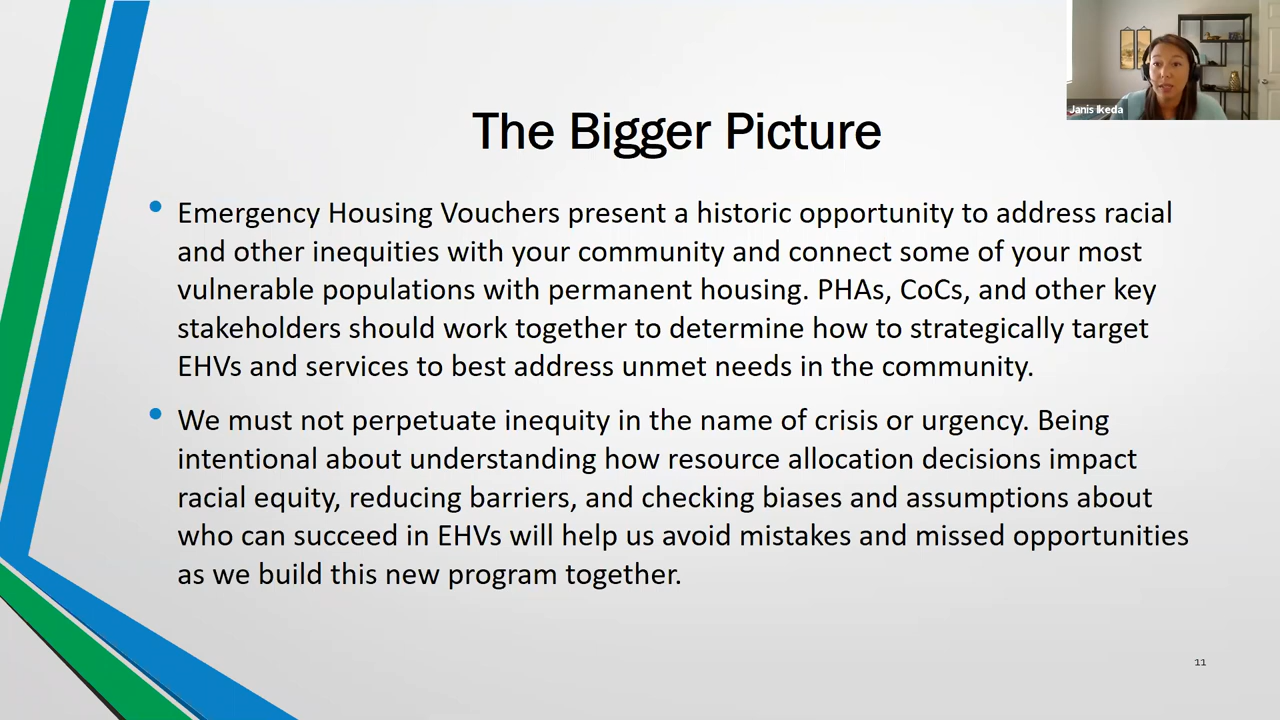 Janis Ikeda
The Bigger Picture
• Emergency Housing Vouchers present a historic opportunity to address racial
and other inequities with your community and connect some of your most
vulnerable populations with permanent housing. PHAs, CoCs, and other key
stakeholders should work together to determine how to strategically target
EHVs and services to best address unmet needs in the community.
• We must not perpetuate inequity in the name of crisis or urgency. Being
intentional about understanding how resource allocation decisions impact
racial equity, reducing barriers, and checking biases and assumptions about
who can succeed in EHVs will help us avoid mistakes and missed opportunities
as we build this new program together.
11